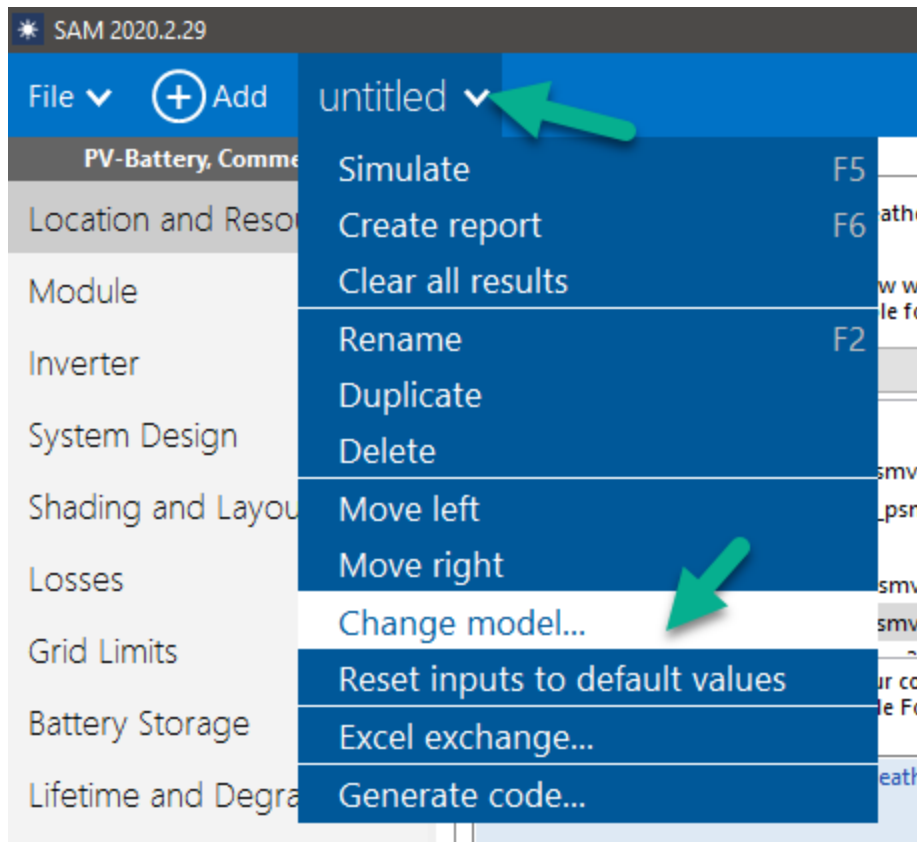 SAM 2020.2.29
File
Add
untitled
PV-Battery, Comme
Location and Resou
Module
Inverter
System Design
Shading and Layou
Losses
Grid Limits
Battery Storage
Lifetime and Degra
Simulate F5
Create report F6
Clear all results
Rename F2
Duplicate
Delete
Move left
Move right
Change model...
Reset inputs to default values
Excel exchange...
Generate code...